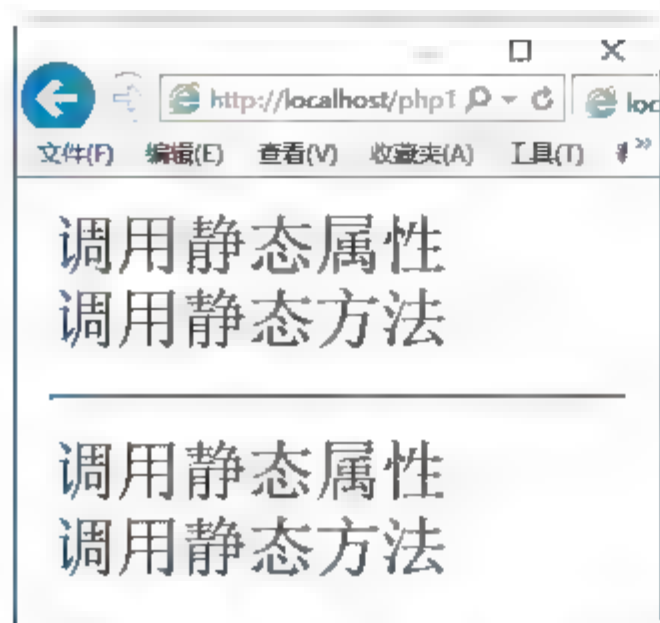 http://localhost/php1
loc
文件(F) 编辑(E) 查看(V) 收藏夹(A) 工具(T)
调用静态属性
调用静态方法
调用静态属性
调用静态方法